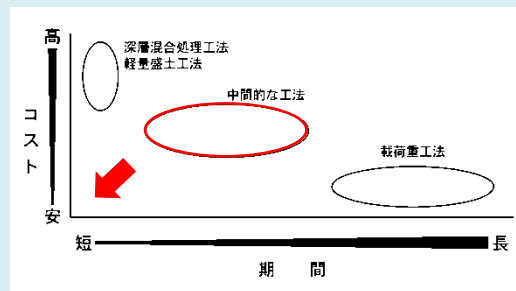 高
深層混合処理工法
軽量盛土工法
中間的な工法
コスト
載荷重工法
安
短
長
期 間